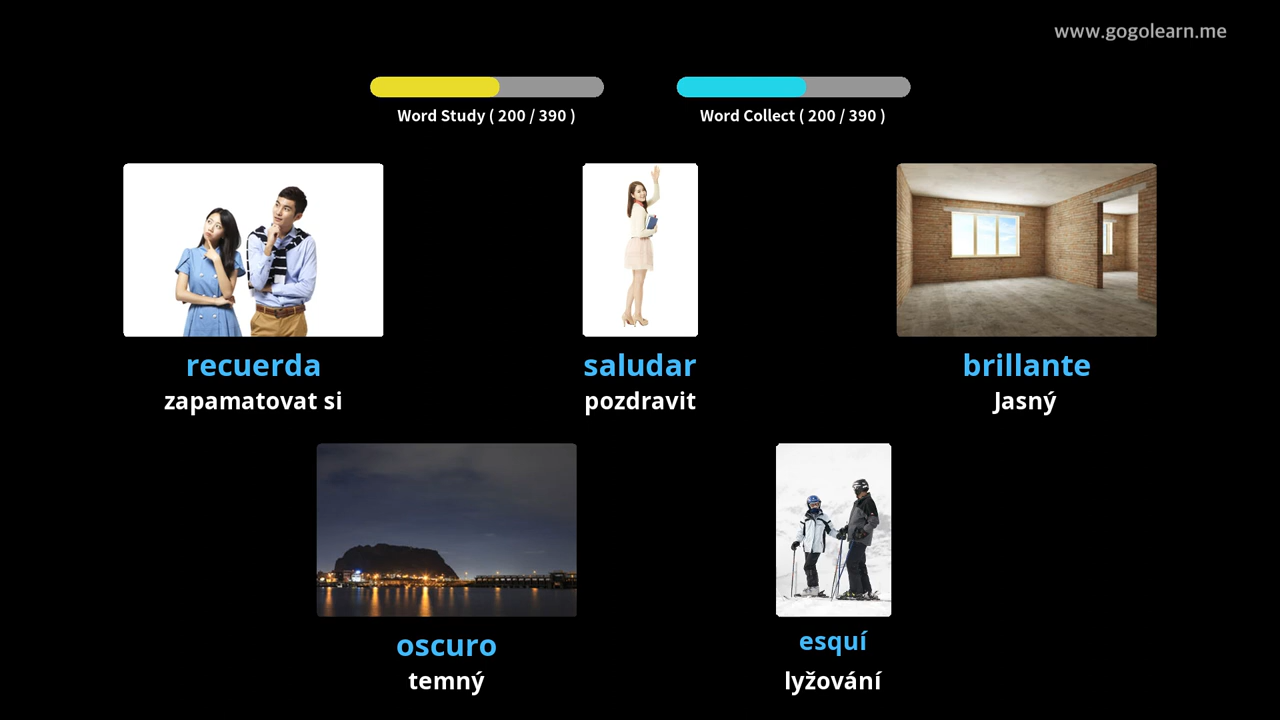 www.gogolearn.me
Word Study ( 200 / 390 )
Word Collect ( 200 / 390 )
recuerda
zapamatovat si
saludar
pozdravit
brillante
Jasný
oscuro
temný
esquí
lyžování